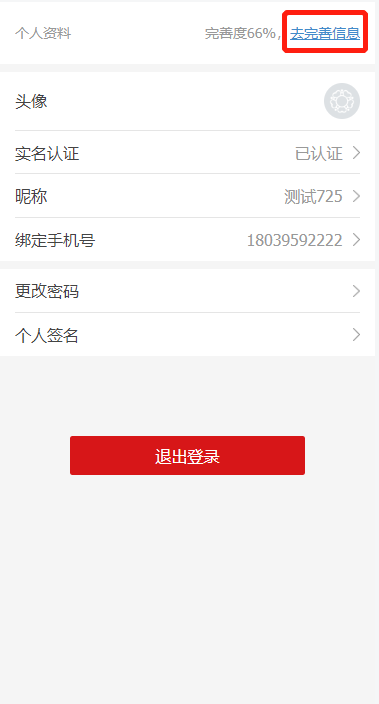 个人资料 完善度66%，去完善信息
头像
实名认证 已认证
昵称 测试725
绑定手机号 18039592222
更改密码
个人签名
退出登录